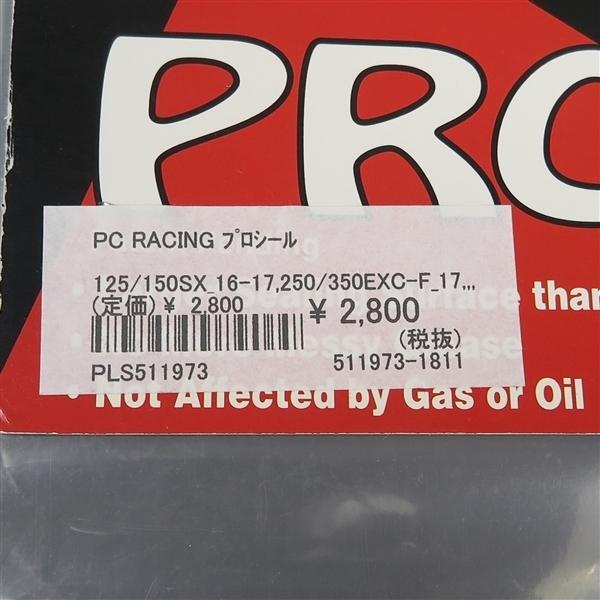 PRO
PC RACING プロシール
125/150SX_16-17,250/350EXC-F_17...
(定価)¥ 2,800
¥ 2,800
(税抜)
PLS511973
511973-1811
than
Not Affected by Gas or Oil